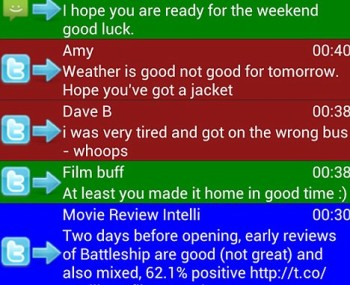 I hope you are ready for the weekend
good luck.
Amy 00:40
Weather is good not good for tomorrow.
Hope you've got a jacket
Dave B 00:38
i was very tired and got on the wrong bus
- whoops
Film buff 00:38
At least you made it home in good time :)
Movie Review Intelli 00:30
Two days before opening, early reviews
of Battleship are good (not great) and
also mixed, 62.1% positive http://t.co/